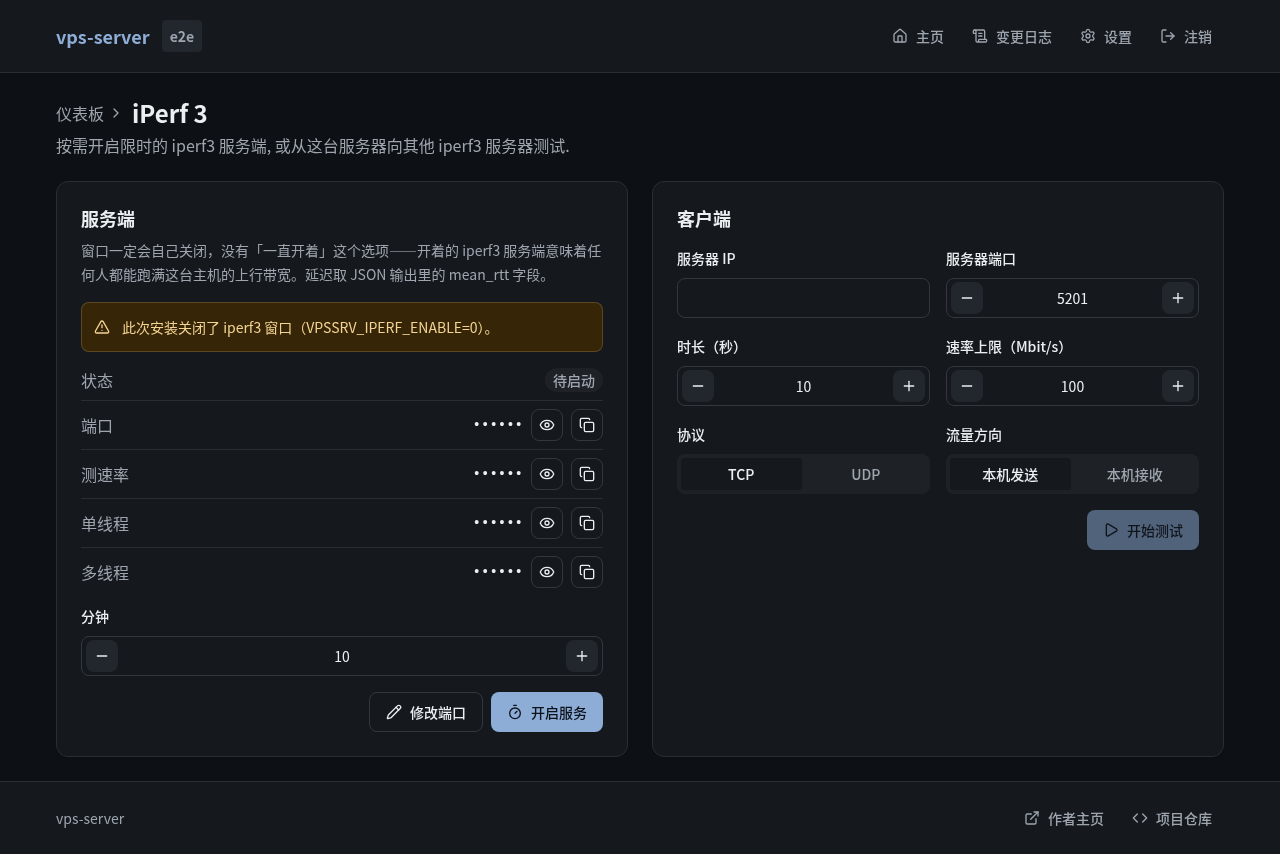 vps-server e2e 主页 变更日志 设置 注销
仪表板 iPerf 3
按需开启限时的 iperf3 服务端, 或从这台服务器向其他 iperf3 服务器测试.
服务端
窗口一定会自己关闭，没有「一直开着」这个选项——开着的 iperf3 服务端意味着任
何人都能跑满这台主机的上行带宽。延迟取 JSON 输出里的 mean_rtt 字段。
此次安装关闭了 iperf3 窗口（VPSSRV_IPERF_ENABLE=0）。
状态 待启动
端口 ••••••
测速率 ••••••
单线程 ••••••
多线程 ••••••
分钟
10
修改端口 开启服务
客户端
服务器 IP 服务器端口
5201
时长（秒） 速率上限（Mbit/s）
10 100
协议 流量方向
TCP UDP 本机发送 本机接收
开始测试
vps-server 作者主页 项目仓库